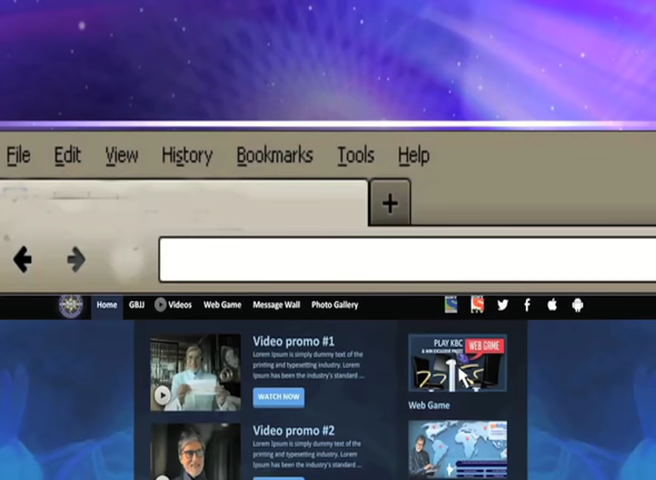 File Edit View History Bookmarks Tools Help
+
Home GBJJ Videos Web Game Message Wall Photo Gallery
Video promo #1
Lorem Ipsum is simply dummy text of the
printing and typesetting industry.
Lorem Ipsum has been the industry's standard ...
WATCH NOW
Video promo #2
Lorem Ipsum is simply dummy text of the
printing and typesetting industry. Lorem
Ipsum has been the industry's standard ...
PLAY KBC
WEB GAME
Web Game